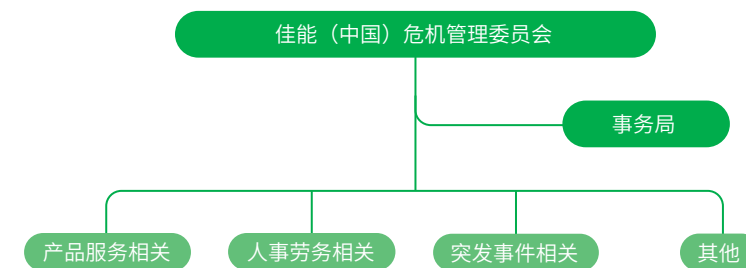 佳能（中国）危机管理委员会
事务局
产品服务相关
人事劳务相关
突发事件相关
其他